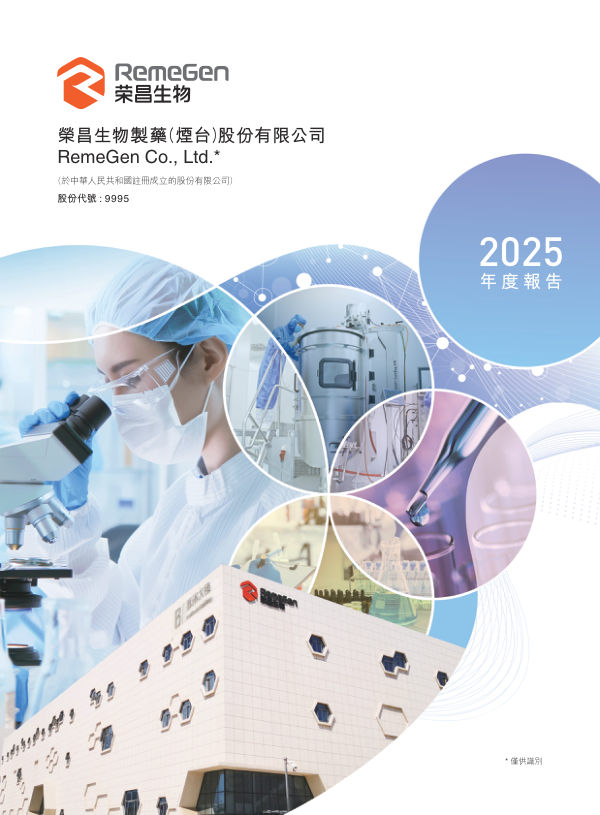 RemeGen
荣昌生物
榮昌生物製藥(煙台)股份有限公司
RemeGen Co., Ltd.*
(於中華人民共和國註冊成立的股份有限公司)
股份代號 : 9995
2025
年度報告
RemeGen
* 僅供識別